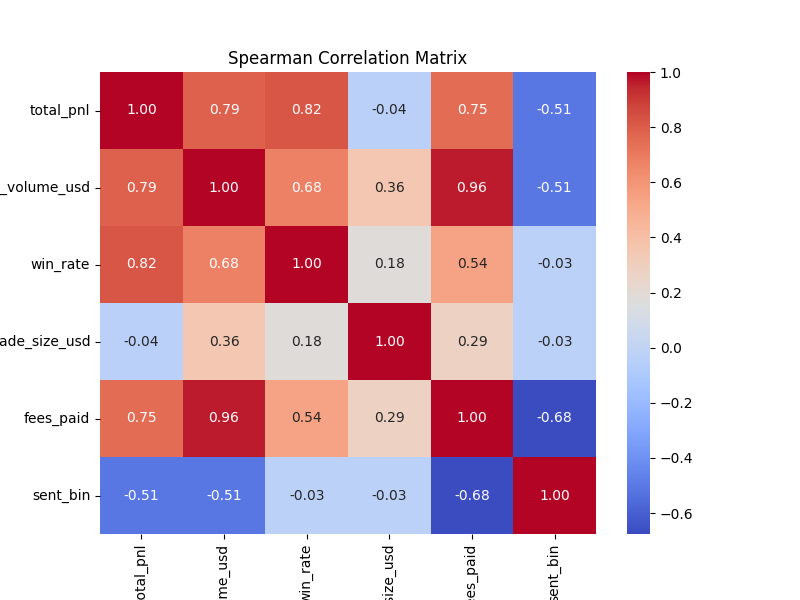 Spearman Correlation Matrix
total_pnl 1.00 0.79 0.82 -0.04 0.75 -0.51
_volume_usd 0.79 1.00 0.68 0.36 0.96 -0.51
win_rate 0.82 0.68 1.00 0.18 0.54 -0.03
ade_size_usd -0.04 0.36 0.18 1.00 0.29 -0.03
fees_paid 0.75 0.96 0.54 0.29 1.00 -0.68
sent_bin -0.51 -0.51 -0.03 -0.03 -0.68 1.00
otal_pnl me_usd win_rate size_usd es_paid sent_bin
1.0
0.8
0.6
0.4
0.2
0.0
−0.2
−0.4
−0.6